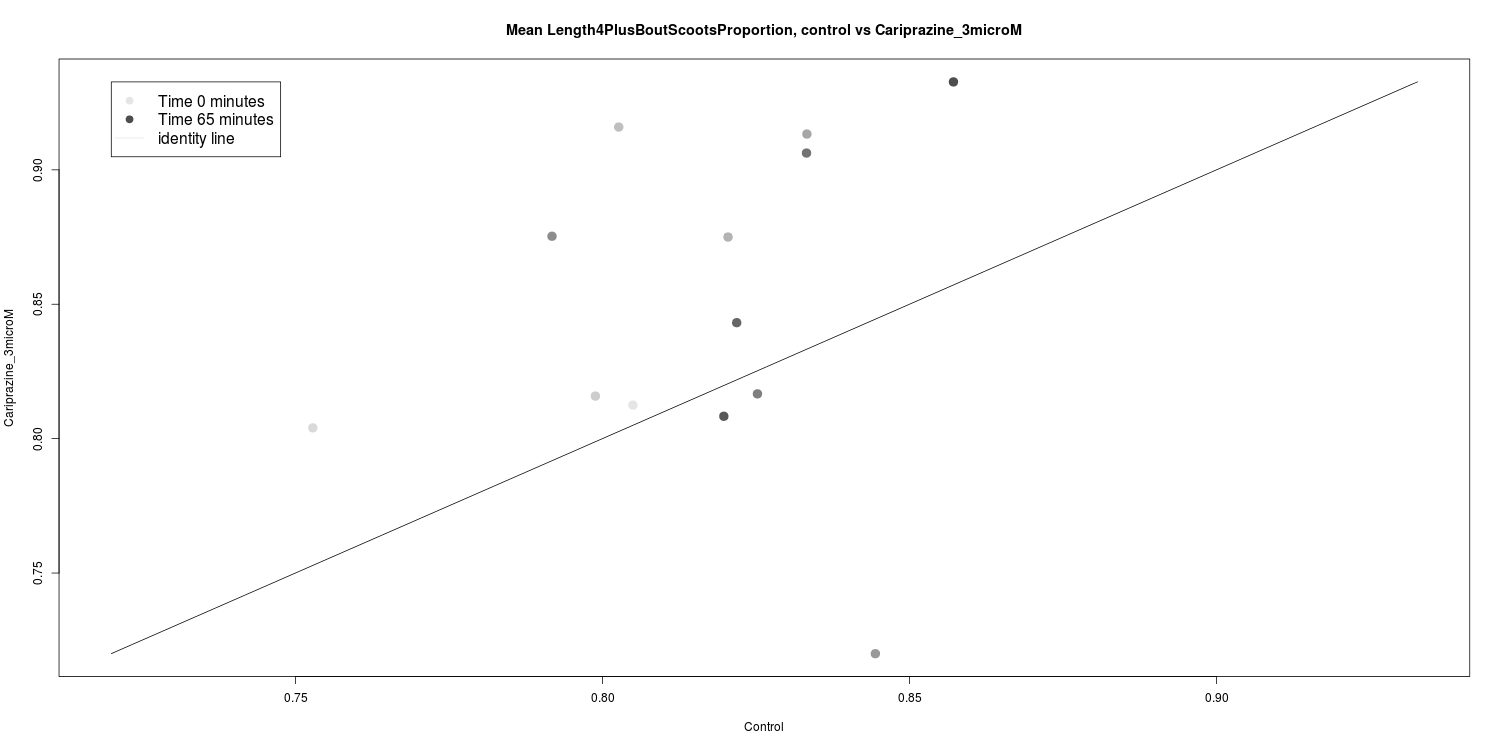 Mean Length4PlusBoutScootsProportion, control vs Cariprazine_3microM
Time 0 minutes
Time 65 minutes
identity line
0.90
0.85
0.80
0.75
Cariprazine_3microM
0.75
0.80
0.85
0.90
Control